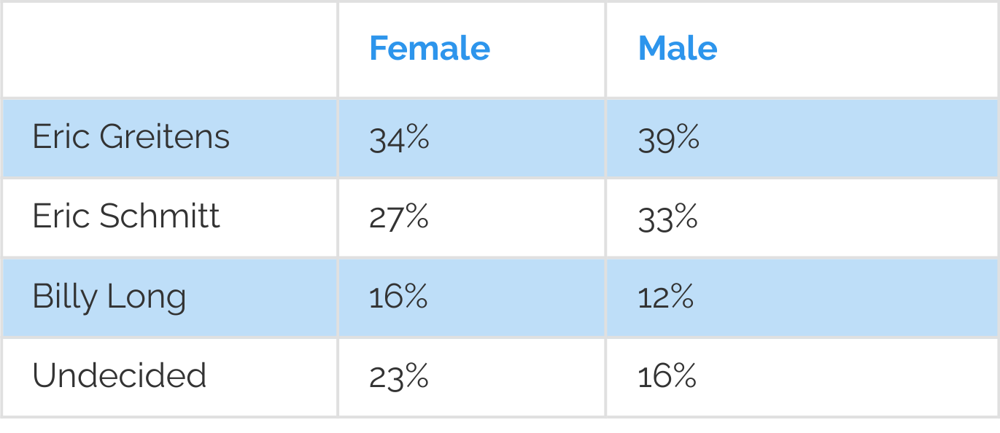 Female Male
Eric Greitens 34% 39%
Eric Schmitt 27% 33%
Billy Long 16% 12%
Undecided 23% 16%